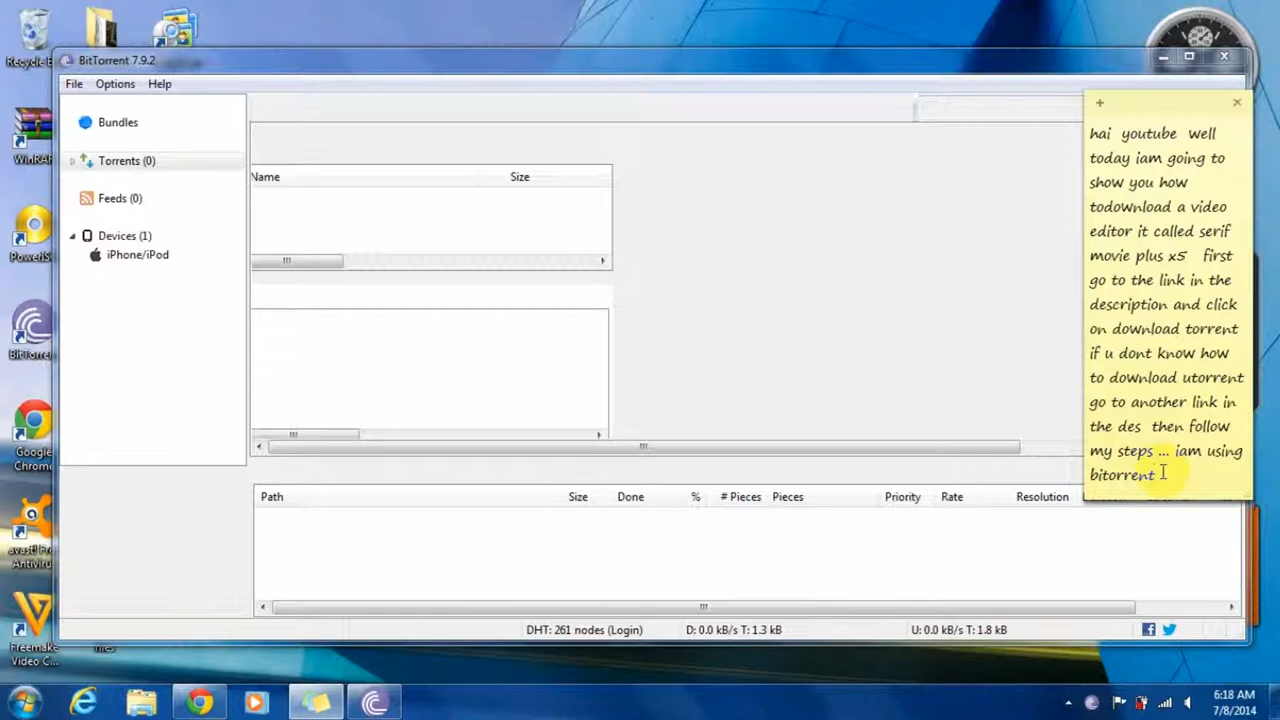 Recycle
BitTorrent 7.9.2
File Options Help
Bundles
Torrents (0)
Feeds (0)
Devices (1)
iPhone/iPod
Name Size
hai youtube well
today iam going to
show you how
todownload a video
editor it called serif
movie plus x5 first
go to the link in the
description and click
on download torrent
if u dont know how
to download utorrent
go to another link in
the des then follow
my steps ... iam using
bitorrent
Path Size Done % # Pieces Pieces Priority Rate Resolution
DHT: 261 nodes (Login) D: 0.0 kB/s T: 1.3 kB U: 0.0 kB/s T: 1.8 kB
WinRAR
PowerIS
BitTorre
Google
Chrome
avast! Fre
Antivirus
Freemake
Video C...
6:18 AM
7/8/2014